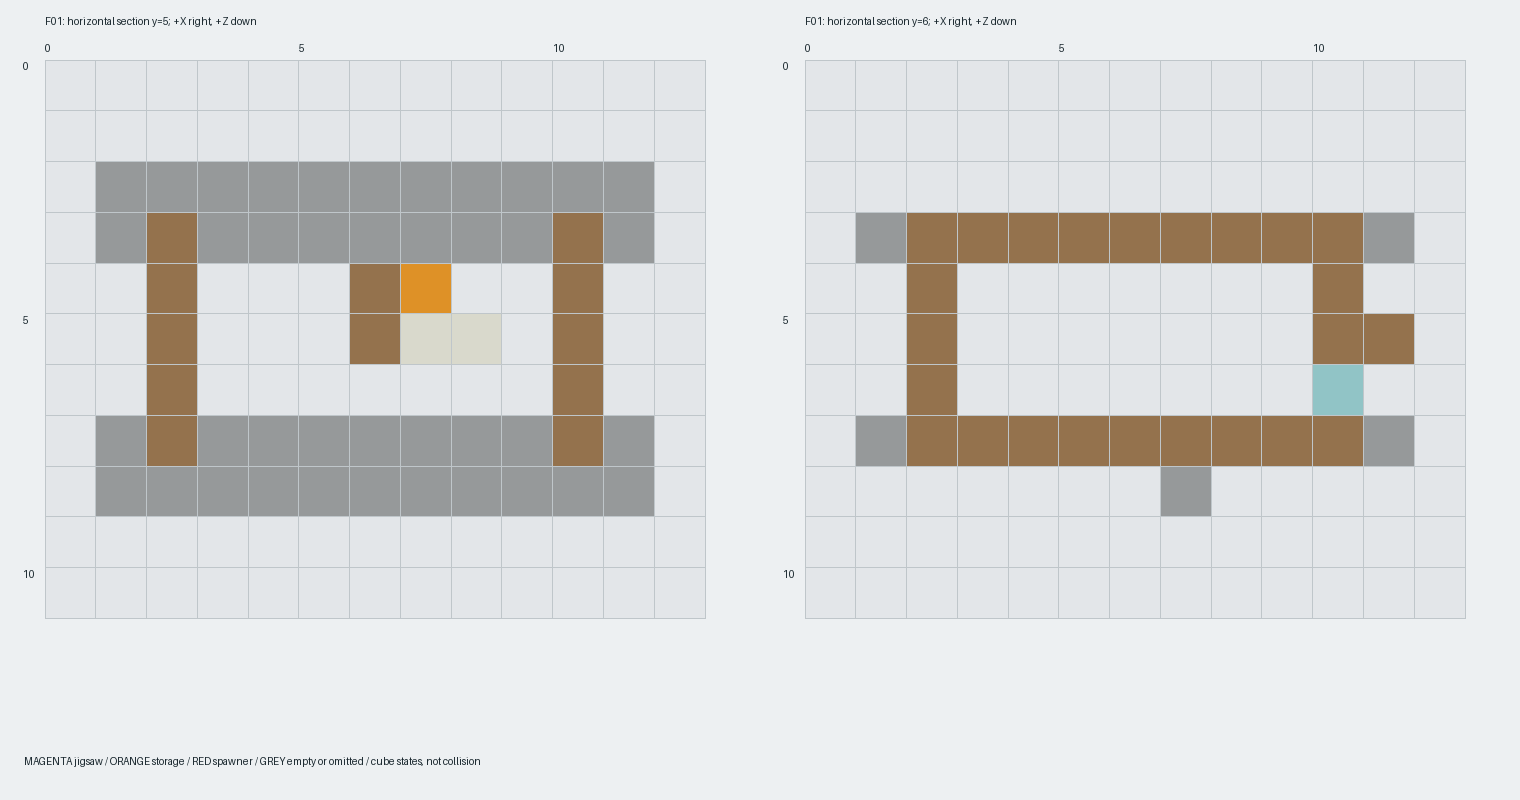 F01: horizontal section y=5; +X right, +Z down
F01: horizontal section y=6; +X right, +Z down
0 5 10
0 5 10
0
0
5
5
10
10
MAGENTA jigsaw / ORANGE storage / RED spawner / GREY empty or omitted / cube states, not collision